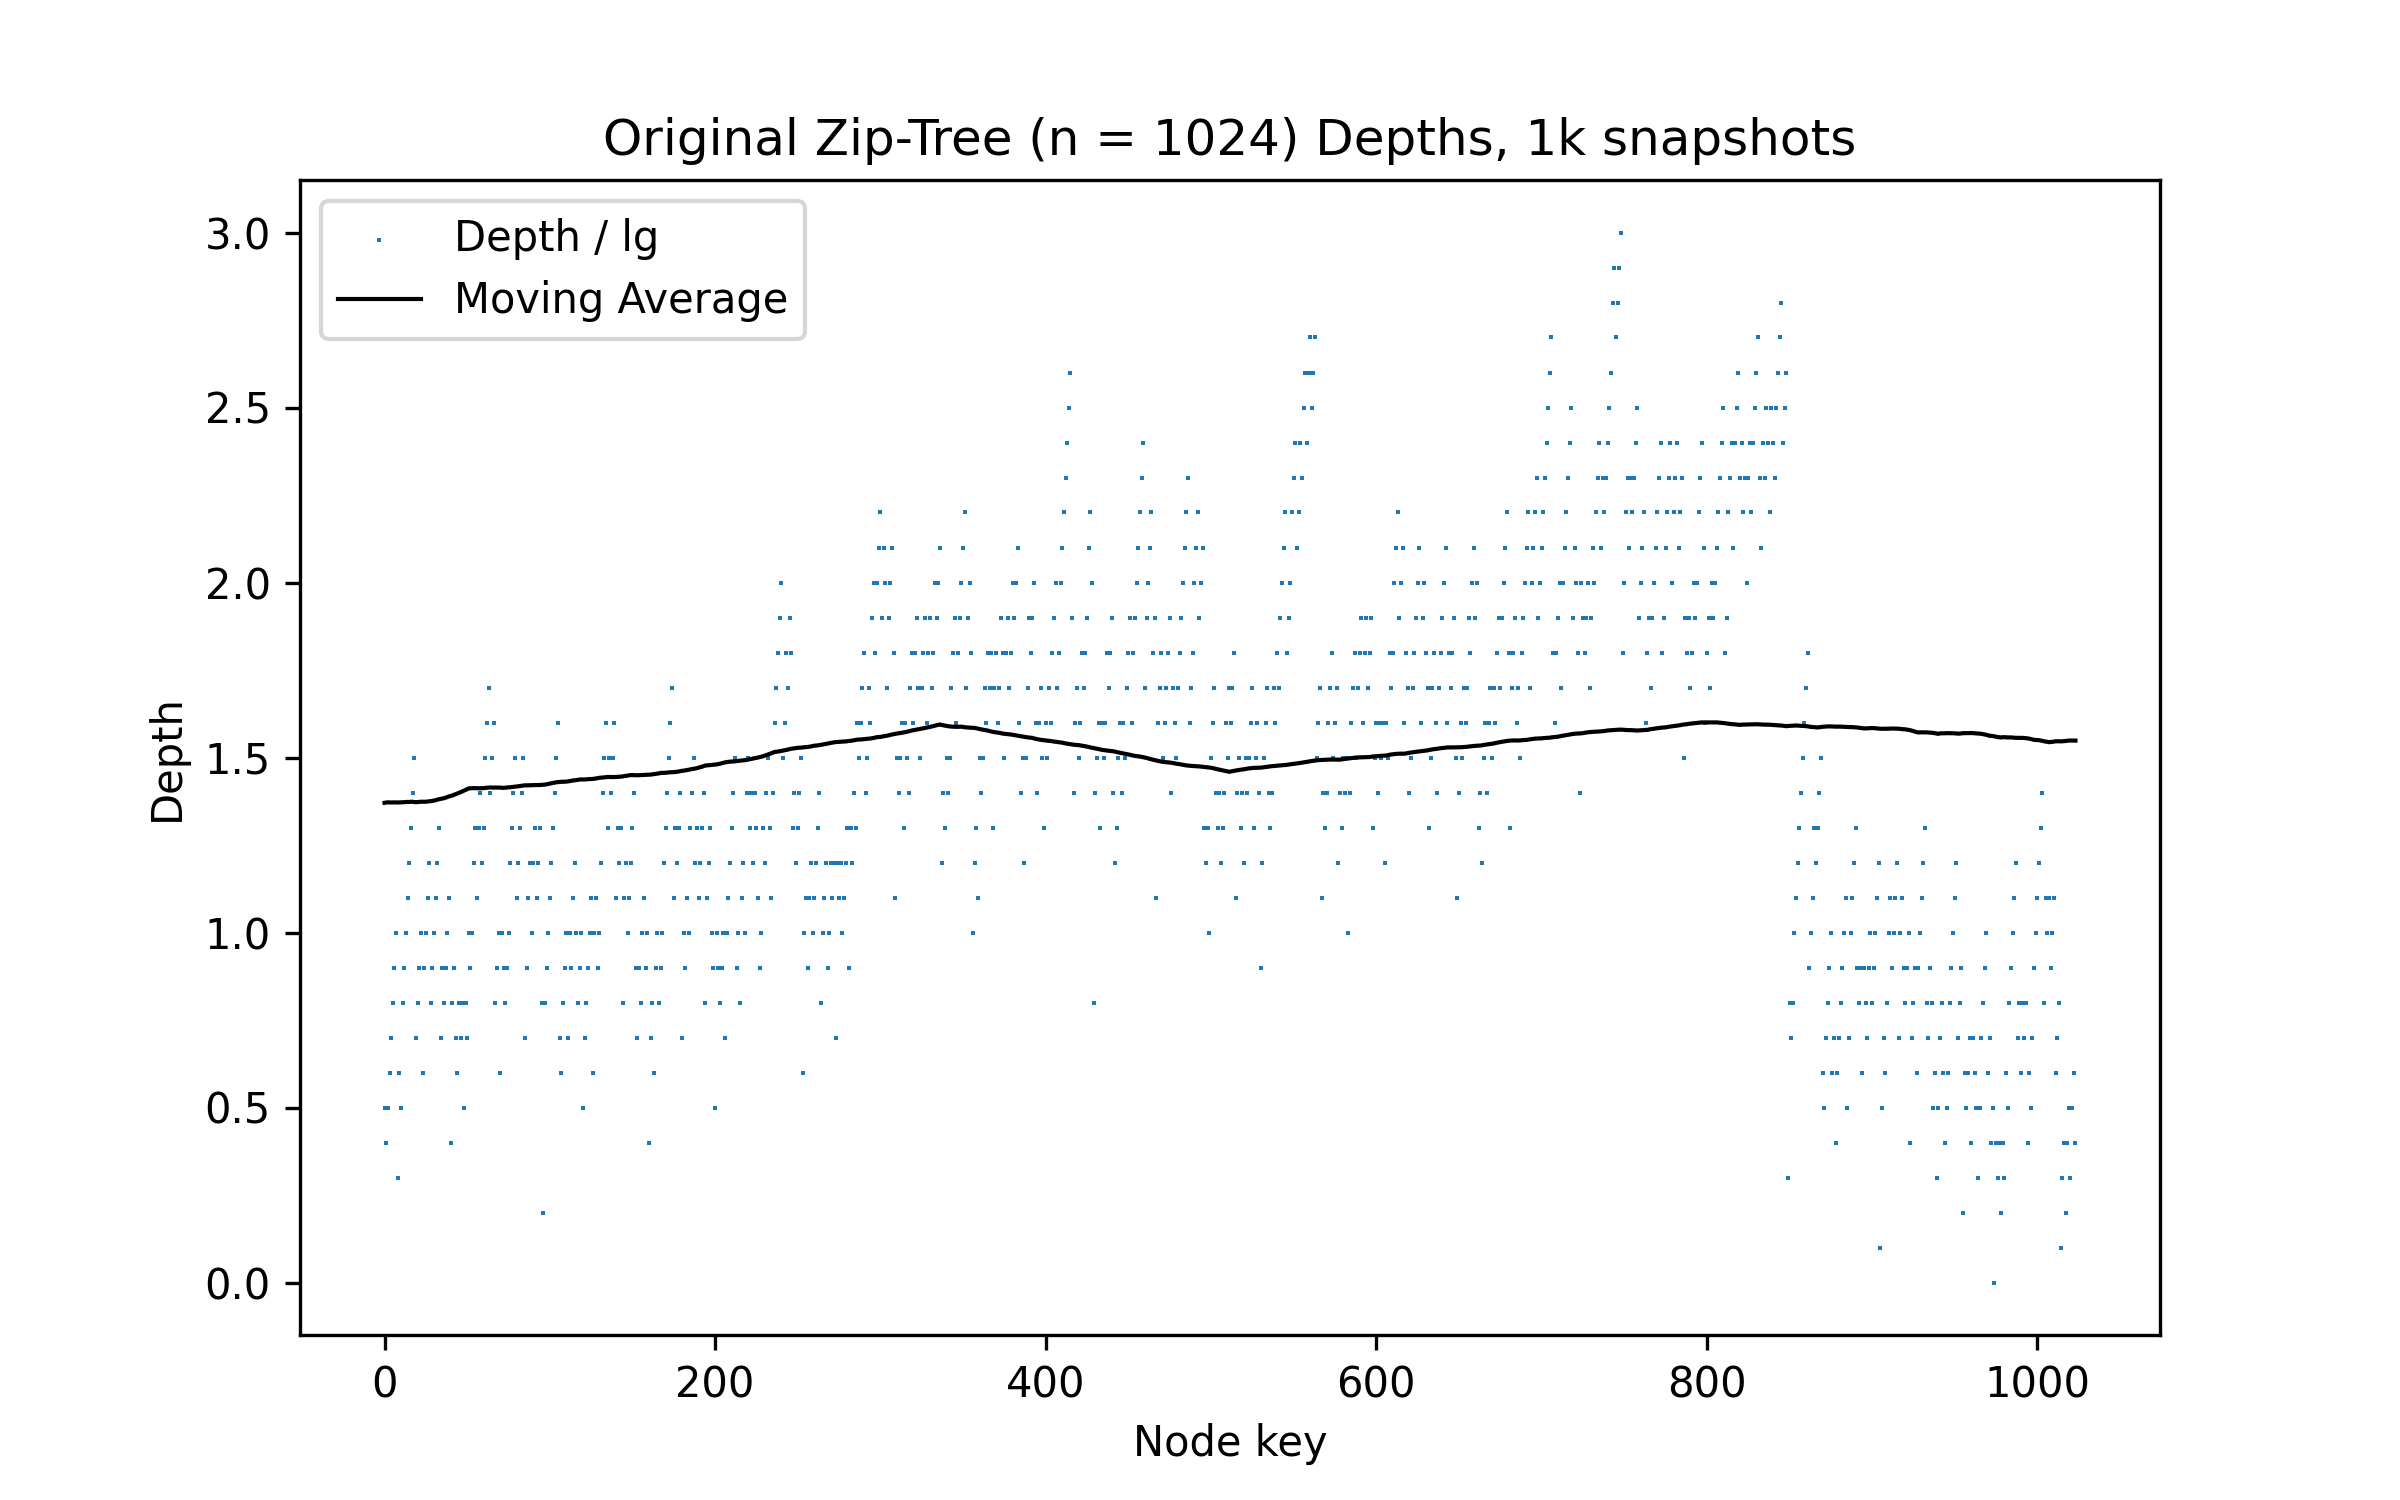 Original Zip-Tree (n = 1024) Depths, 1k snapshots
Depth / lg
Moving Average
3.0
2.5
2.0
1.5
1.0
0.5
0.0
Depth
0 200 400 600 800 1000
Node key